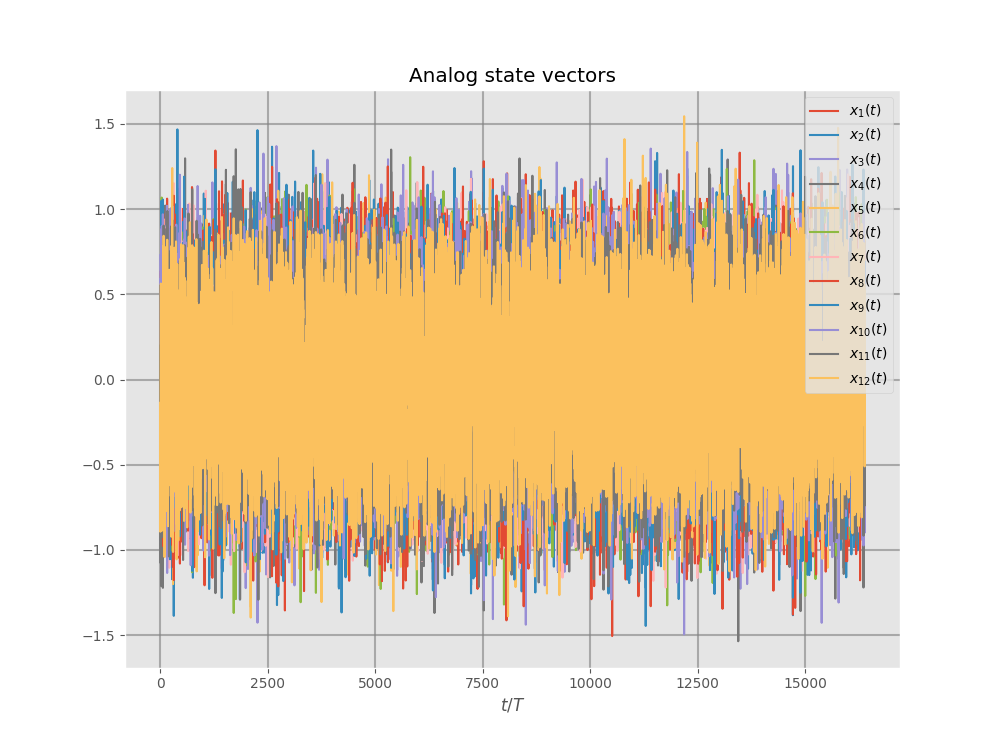 Analog state vectors
1.5
1.0
0.5
0.0
−0.5
−1.0
−1.5
x₁(t)
x₂(t)
x₃(t)
x₄(t)
x₅(t)
x₆(t)
x₇(t)
x₈(t)
x₉(t)
x₁₀(t)
x₁₁(t)
x₁₂(t)
0 2500 5000 7500 10000 12500 15000
t/T